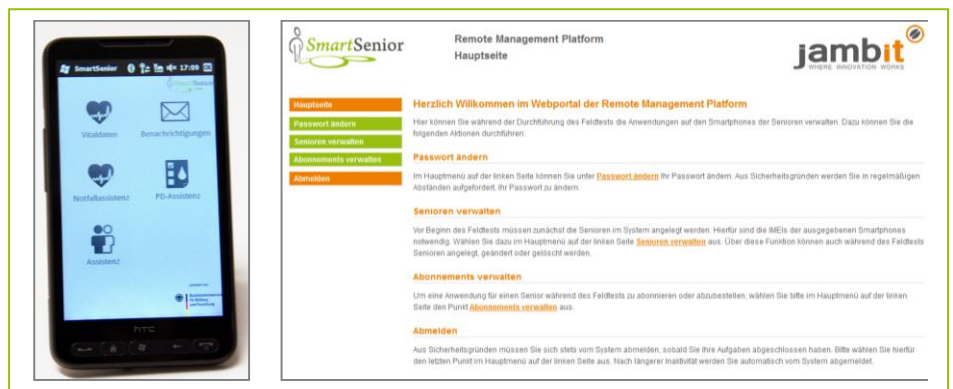 SmartSenior 17:09
SmartSenior
Vitaldaten
Benachrichtigungen
Notfallassistenz
PD-Assistenz
Assistenz
Bundesministerium
für Bildung
und Forschung
hTC
SmartSenior
Remote Management Platform
Hauptseite
jambit
WHERE INNOVATION WORKS
Hauptseite
Passwort ändern
Senioren verwalten
Abonnements verwalten
Abmelden
Herzlich Willkommen im Webportal der Remote Management Platform
Hier können Sie während der Durchführung des Feldtests die Anwendungen auf den Smartphones der Senioren verwalten. Dazu können Sie die
folgenden Aktionen durchführen:
Passwort ändern
Im Hauptmenü auf der linken Seite können Sie unter Passwort ändern Ihr Passwort ändern. Aus Sicherheitsgründen werden Sie in regelmäßigen
Abständen aufgefordert, Ihr Passwort zu ändern.
Senioren verwalten
Vor Beginn des Feldtests müssen zunächst die Senioren im System angelegt werden. Hierfür sind die IMEIs der ausgegebenen Smartphones
notwendig. Wählen Sie dazu im Hauptmenü auf der linken Seite Senioren verwalten aus. Über diese Funktion können auch während des Feldtests
Senioren angelegt, geändert oder gelöscht werden.
Abonnements verwalten
Um eine Anwendung für einen Senior während des Feldtests zu abonnieren oder abzubestellen, wählen Sie bitte im Hauptmenü auf der linken
Seite den Punkt Abonnements verwalten aus.
Abmelden
Aus Sicherheitsgründen müssen Sie sich stets vom System abmelden, sobald Sie Ihre Aufgaben abgeschlossen haben. Bitte wählen Sie hierfür
den letzten Punkt im Hauptmenü auf der linken Seite aus. Nach längerer Inaktivität werden Sie automatisch vom System abgemeldet.